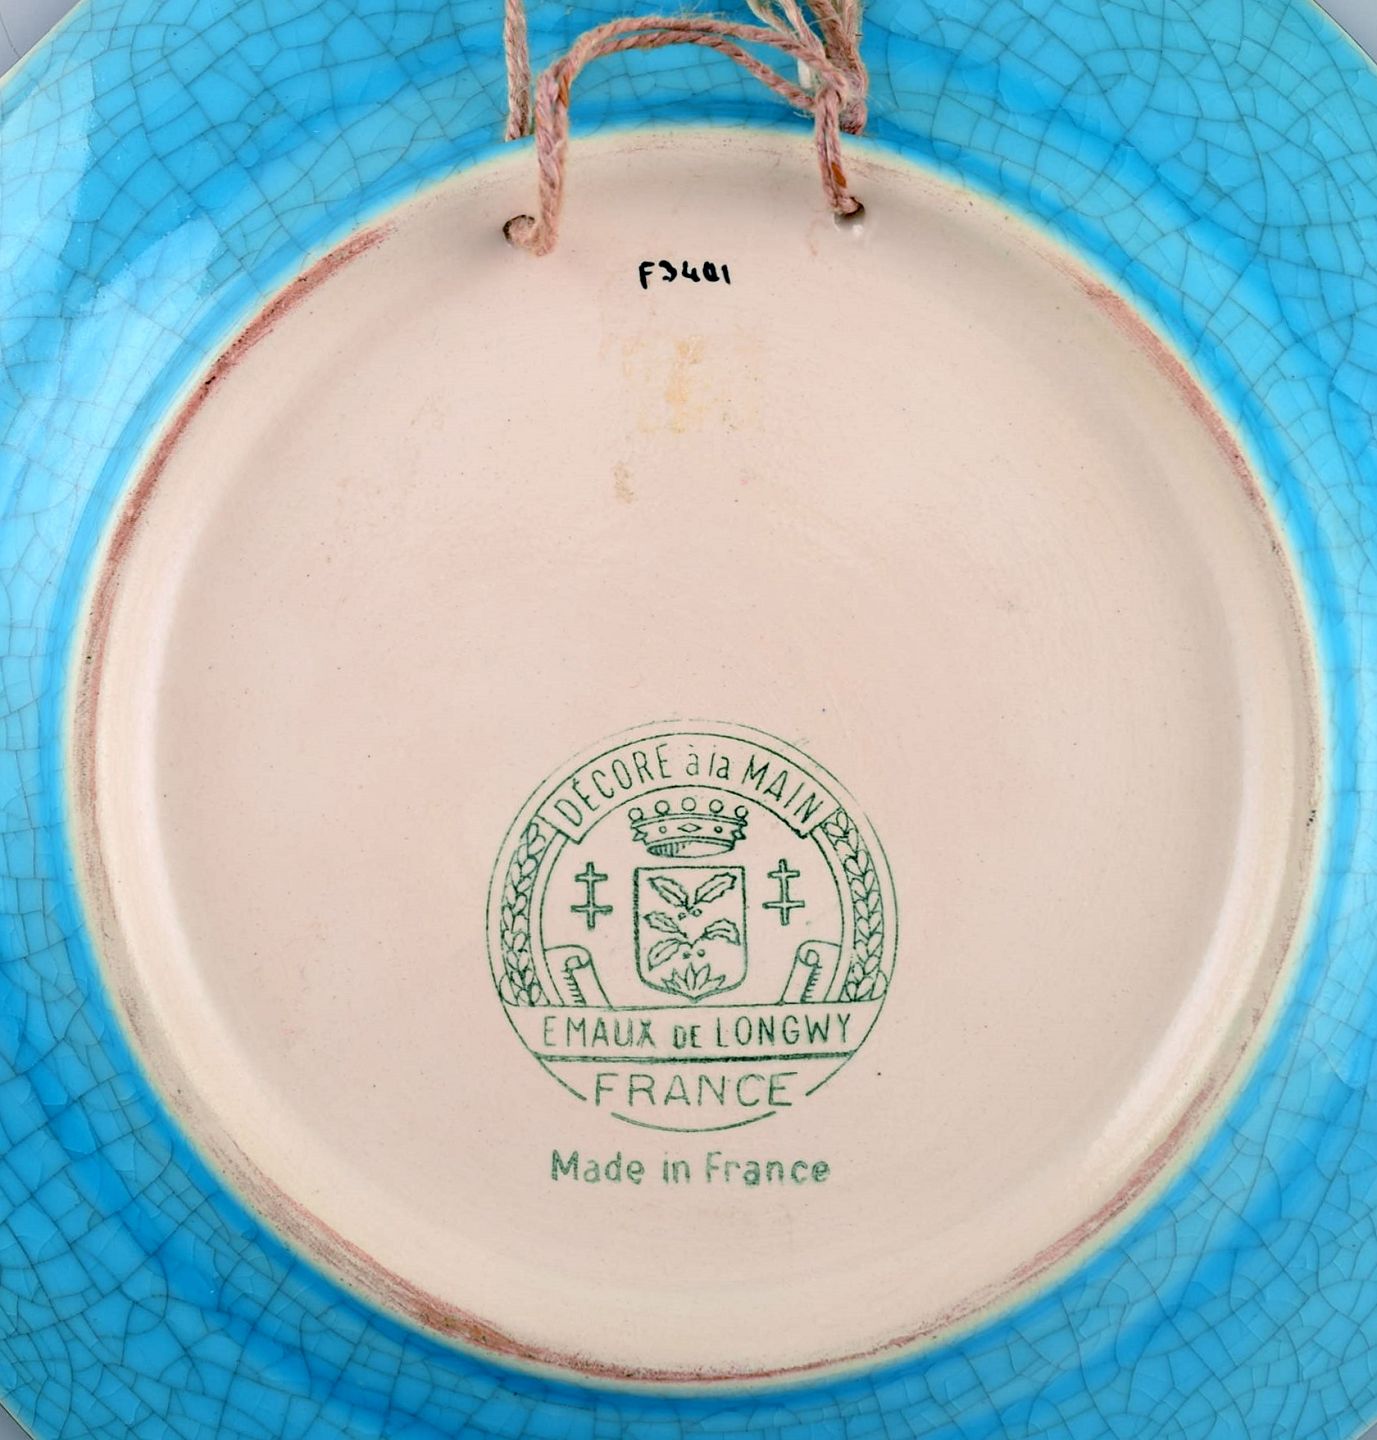 F3401
DÉCORÉ à la MAIN
EMAUX DE LONGWY
FRANCE
Made in France